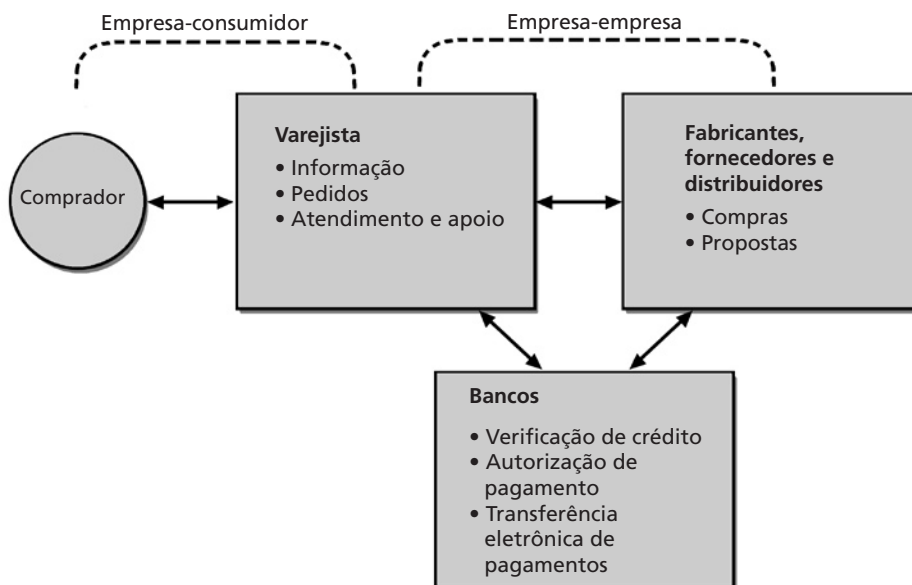 Empresa-consumidor
Empresa-empresa
Comprador
Varejista
• Informação
• Pedidos
• Atendimento e apoio
Fabricantes,
fornecedores e
distribuidores
• Compras
• Propostas
Bancos
• Verificação de crédito
• Autorização de
pagamento
• Transferência
eletrônica de
pagamentos